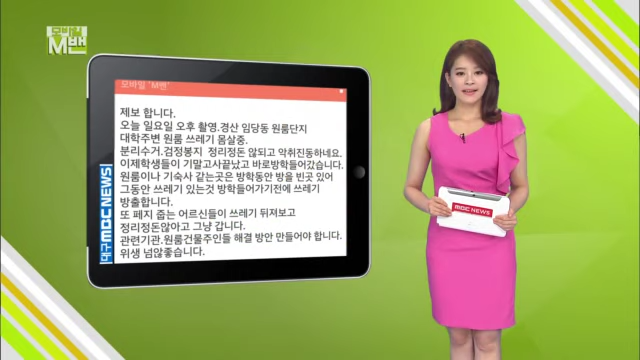 모바일
M밴
모바일 "M밴"
제보 합니다.
오늘 일요일 오후 촬영.경산 임당동 원룸단지
대학주변 원룸 쓰레기 몸살중.
분리수거.검정봉지 정리정돈 않되고 악취진동하네요.
이제학생들이 기말고사끝났고 바로방학들어갔습니다.
원룸이나 기숙사 같는곳은 방학동안 방을 빈곳 있어
그동안 쓰레기 있는것 방학들어가기전에 쓰레기
방출합니다.
또 페지 줍는 어르신들이 쓰레기 뒤져보고
정리정돈않아고 그냥 갑니다.
관련기관.원룸건물주인들 해결 방안 만들어야 합니다.
위생 넘않좋습니다.
대구MBC NEWS
MBC NEWS